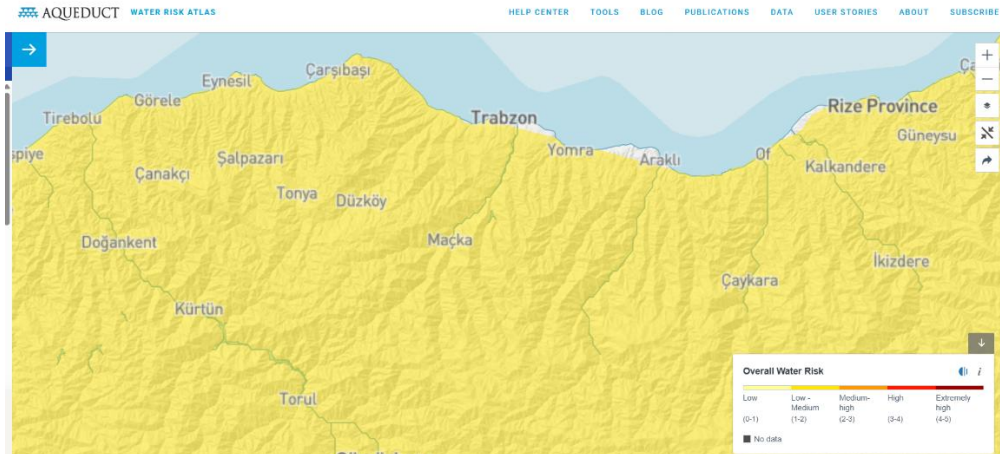 AQUEDUCT WATER RISK ATLAS HELP CENTER TOOLS BLOG PUBLICATIONS DATA USER STORIES ABOUT SUBSCRIBE
Çarşıbaşı
Eynesil
Görele
Tirebolu
Trabzon
Rize Province
Güneysu
Yomra
Araklı
Of
Kalkandere
Şalpazarı
Çanakçı
Tonya
Düzköy
Doğankent
Maçka
İkizdere
Çaykara
Kürtün
Torul
Overall Water Risk
Low Low - Medium Medium-high High Extremely high
(0-1) (1-2) (2-3) (3-4) (4-5)
No data